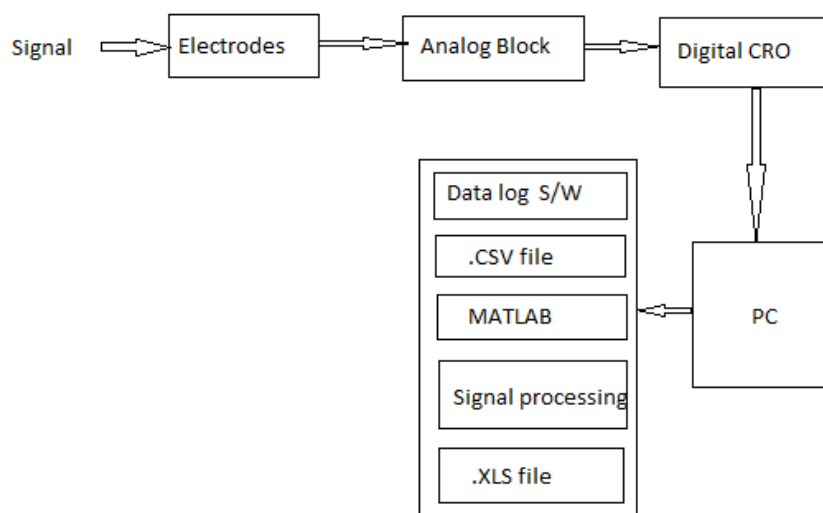 Signal
Electrodes
Analog Block
Digital CRO
PC
Data log S/W
.CSV file
MATLAB
Signal processing
.XLS file